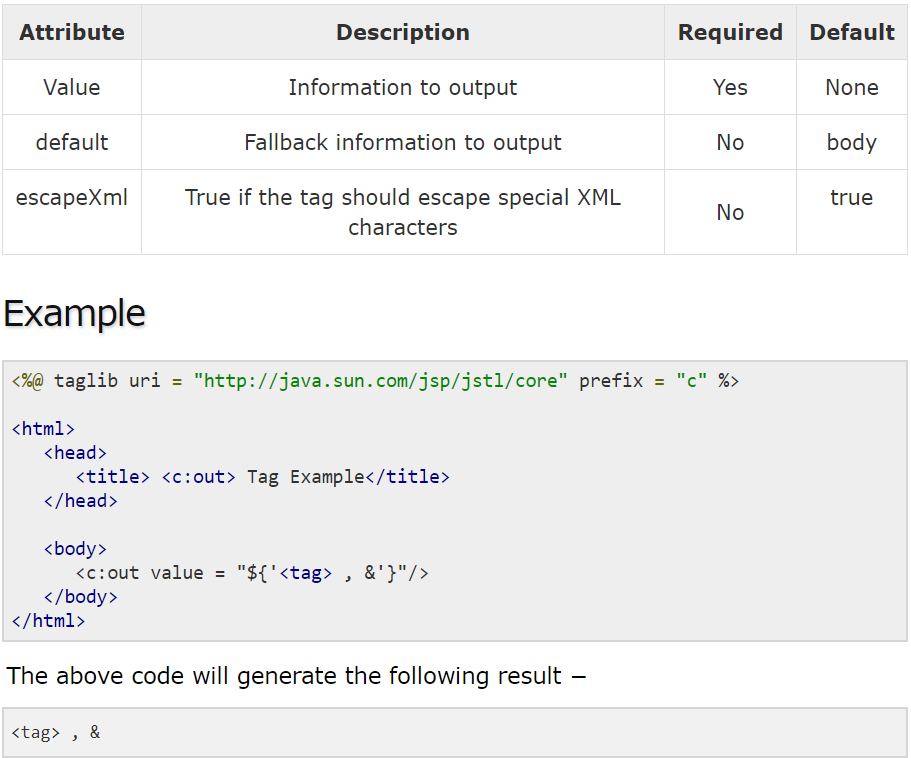 Attribute Description Required Default
Value Information to output Yes None
default Fallback information to output No body
escapeXml True if the tag should escape special XML characters No true
Example
<%@ taglib uri = "http://java.sun.com/jsp/jstl/core" prefix = "c" %>
<html>
<head>
<title> <c:out> Tag Example</title>
</head>
<body>
<c:out value = "${'<tag> , &'}"/>
</body>
</html>
The above code will generate the following result −
<tag> , &